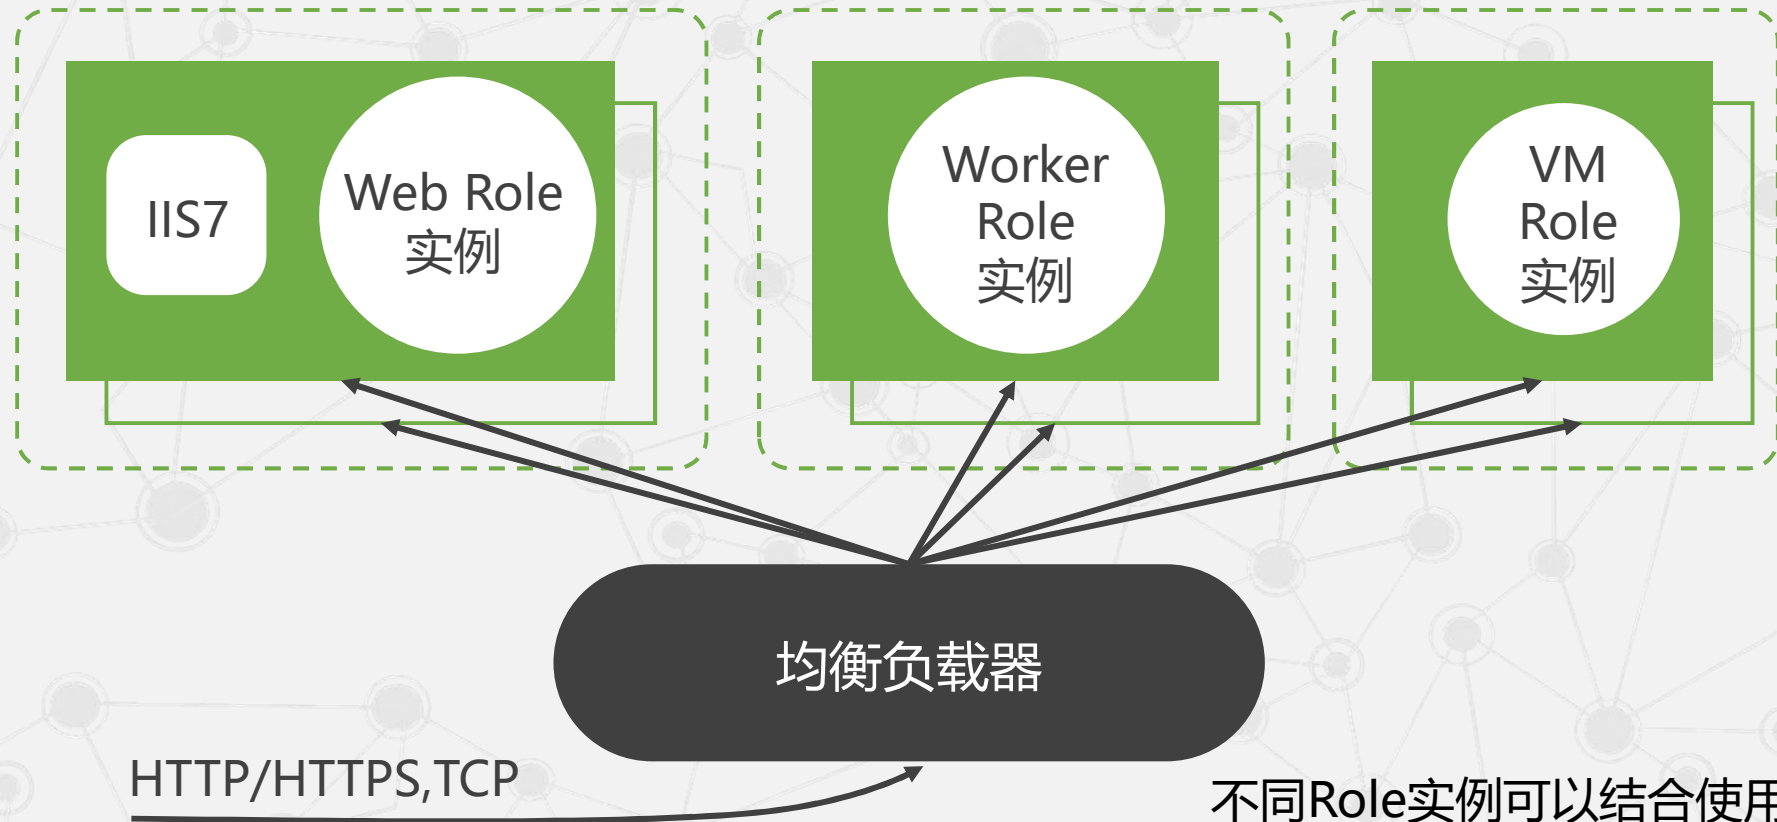 IIS7
Web Role
实例
Worker
Role
实例
VM
Role
实例
均衡负载器
HTTP/HTTPS,TCP
不同Role实例可以结合使用